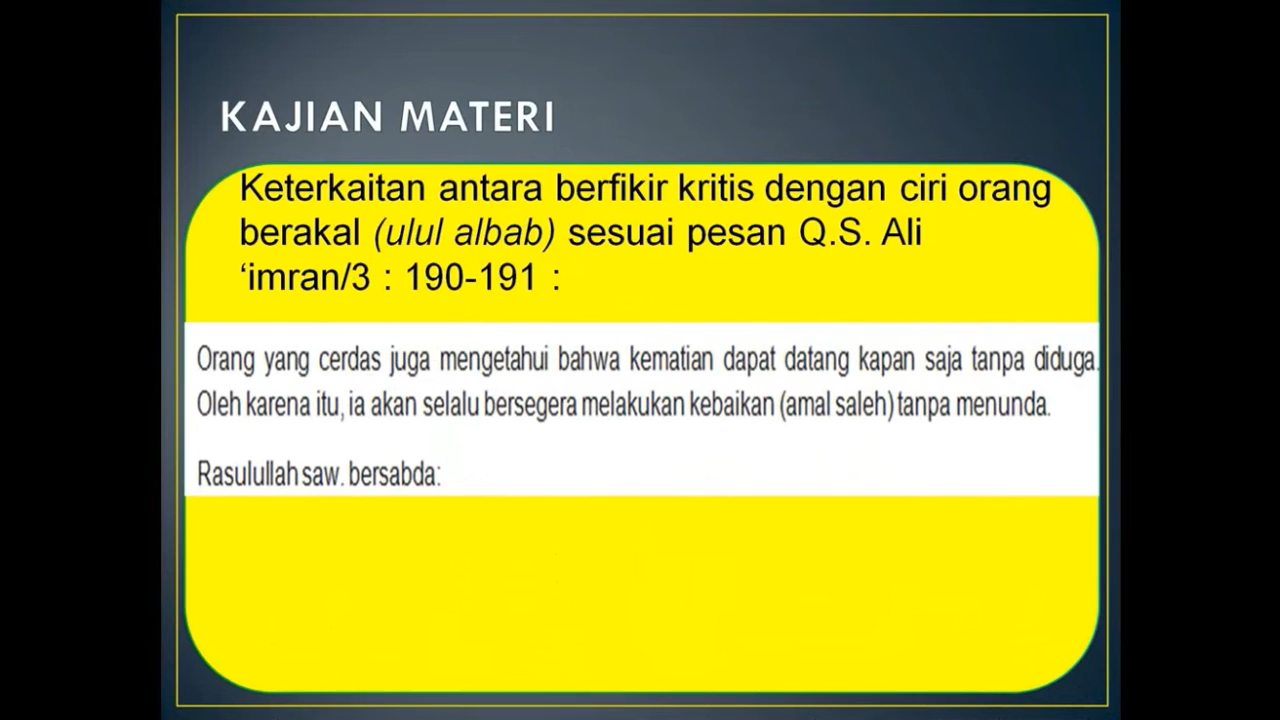 KAJIAN MATERI
Keterkaitan antara berfikir kritis dengan ciri orang
berakal (ulul albab) sesuai pesan Q.S. Ali
‘imran/3 : 190-191 :
Orang yang cerdas juga mengetahui bahwa kematian dapat datang kapan saja tanpa diduga.
Oleh karena itu, ia akan selalu bersegera melakukan kebaikan (amal saleh) tanpa menunda.
Rasulullah saw. bersabda: